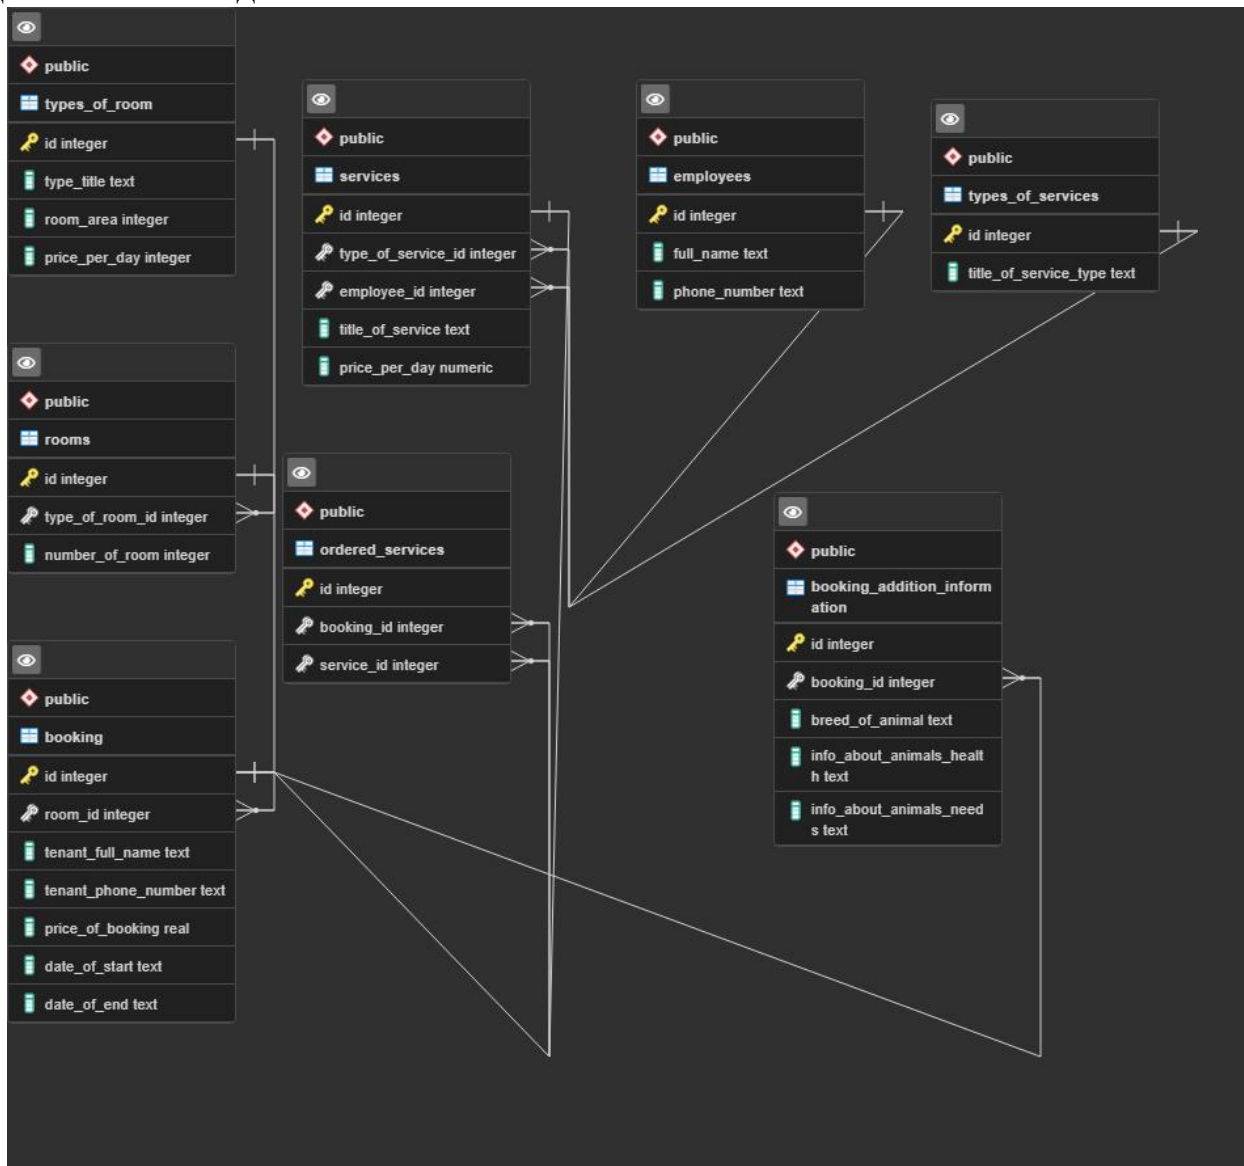 public
types_of_room
id integer
type_title text
room_area integer
price_per_day integer
public
services
id integer
type_of_service_id integer
employee_id integer
title_of_service text
price_per_day numeric
public
employees
id integer
full_name text
phone_number text
public
types_of_services
id integer
title_of_service_type text
public
rooms
id integer
type_of_room_id integer
number_of_room integer
public
ordered_services
id integer
booking_id integer
service_id integer
public
booking_addition_inform
ation
id integer
booking_id integer
breed_of_animal text
info_about_animals_healt
h text
info_about_animals_need
s text
public
booking
id integer
room_id integer
tenant_full_name text
tenant_phone_number text
price_of_booking real
date_of_start text
date_of_end text